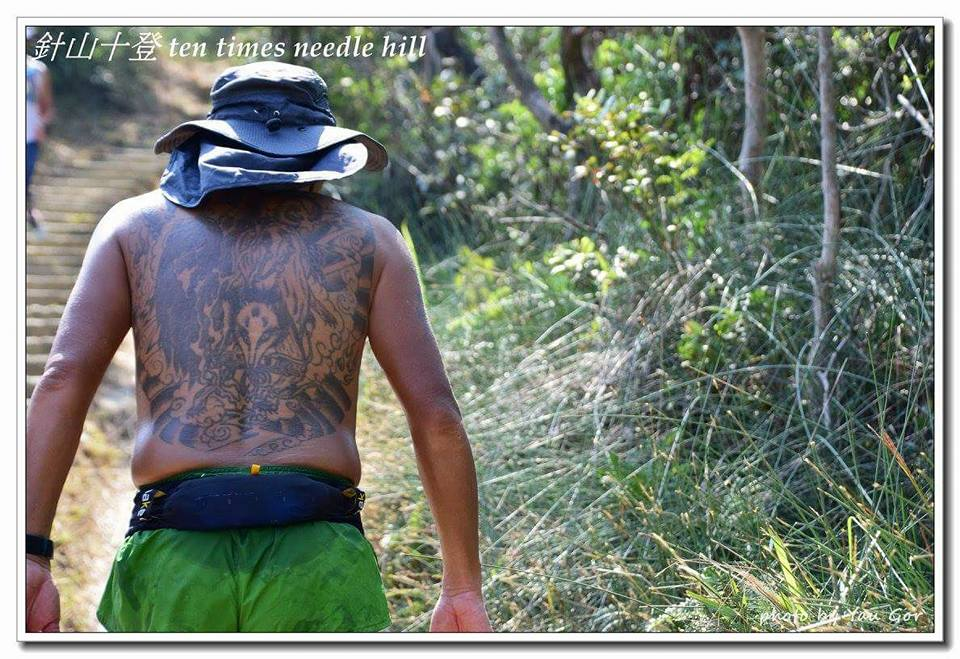 針山十登 ten times needle hill
photo by Yau Gor